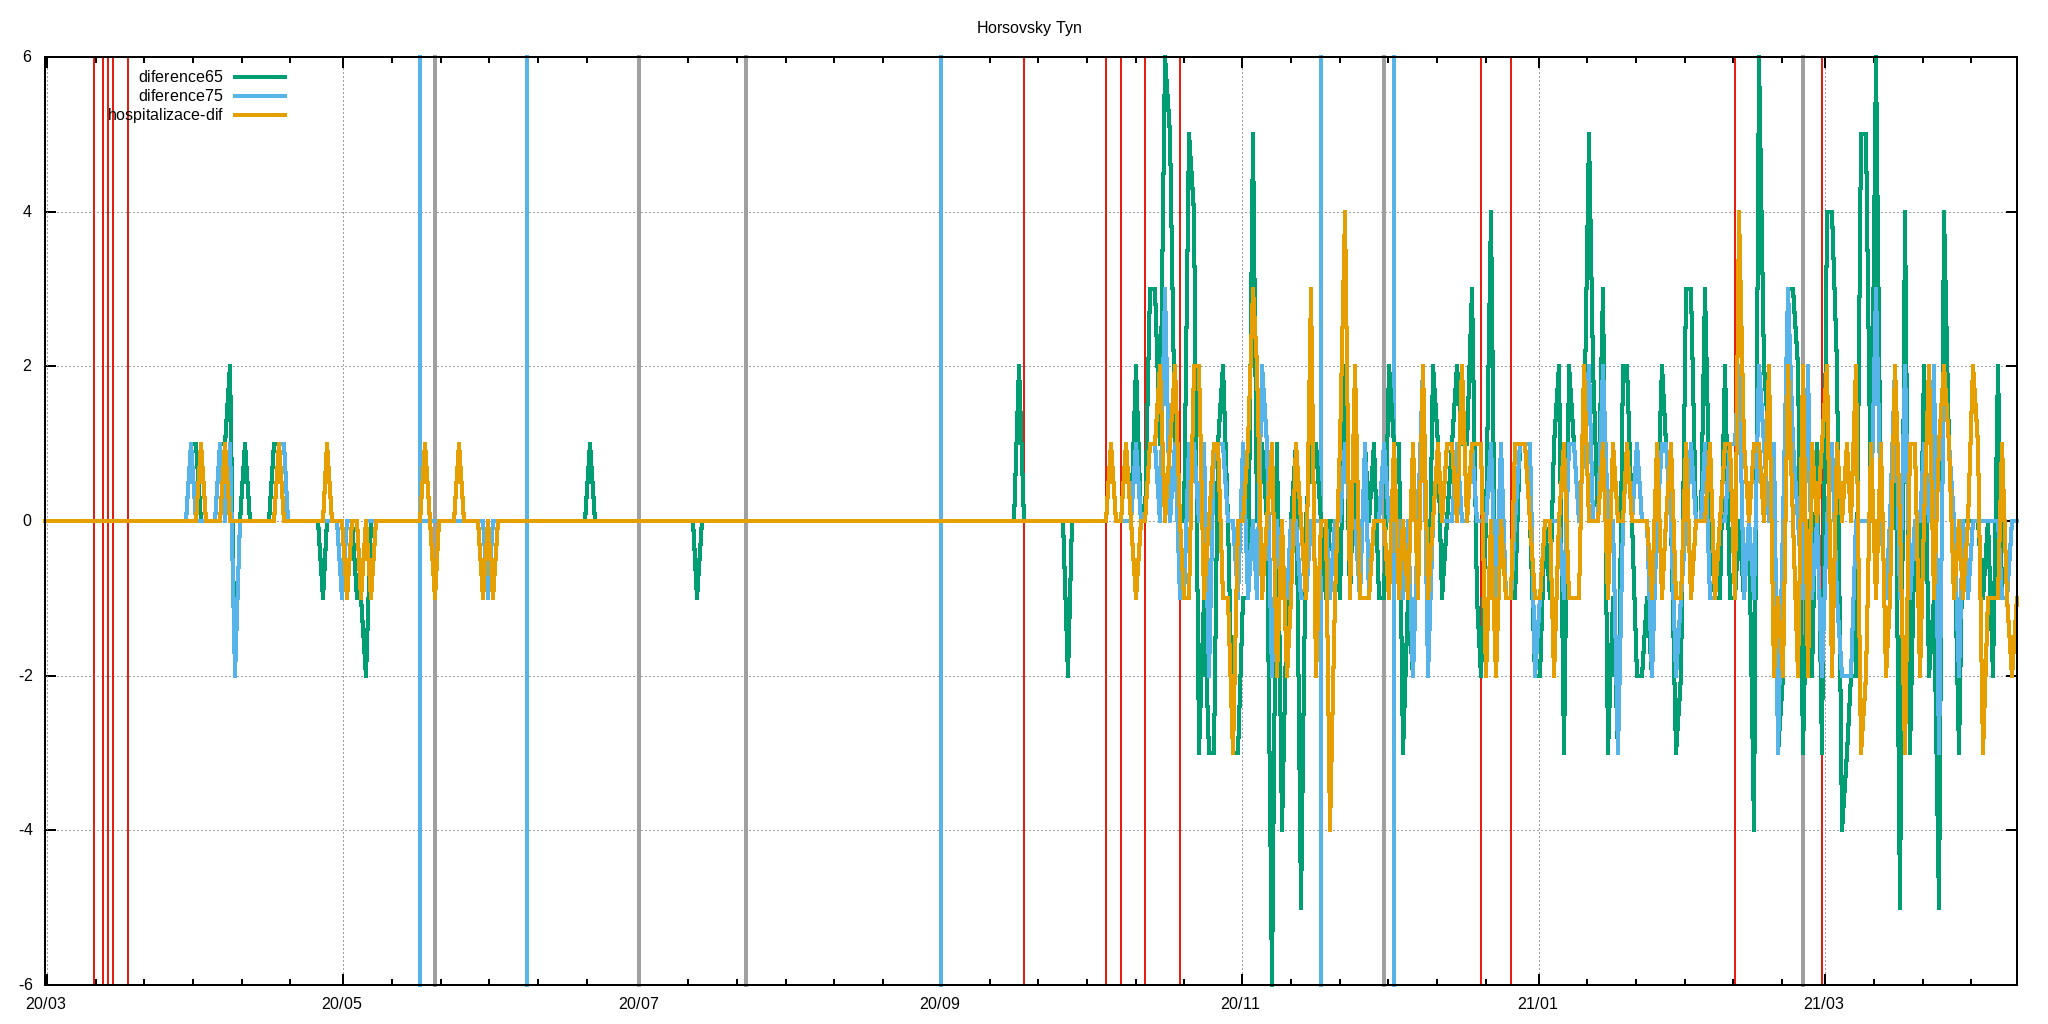 Horsovsky Tyn
diference65
diference75
hospitalizace-dif
6
4
2
0
-2
-4
-6
20/03 20/05 20/07 20/09 20/11 21/01 21/03